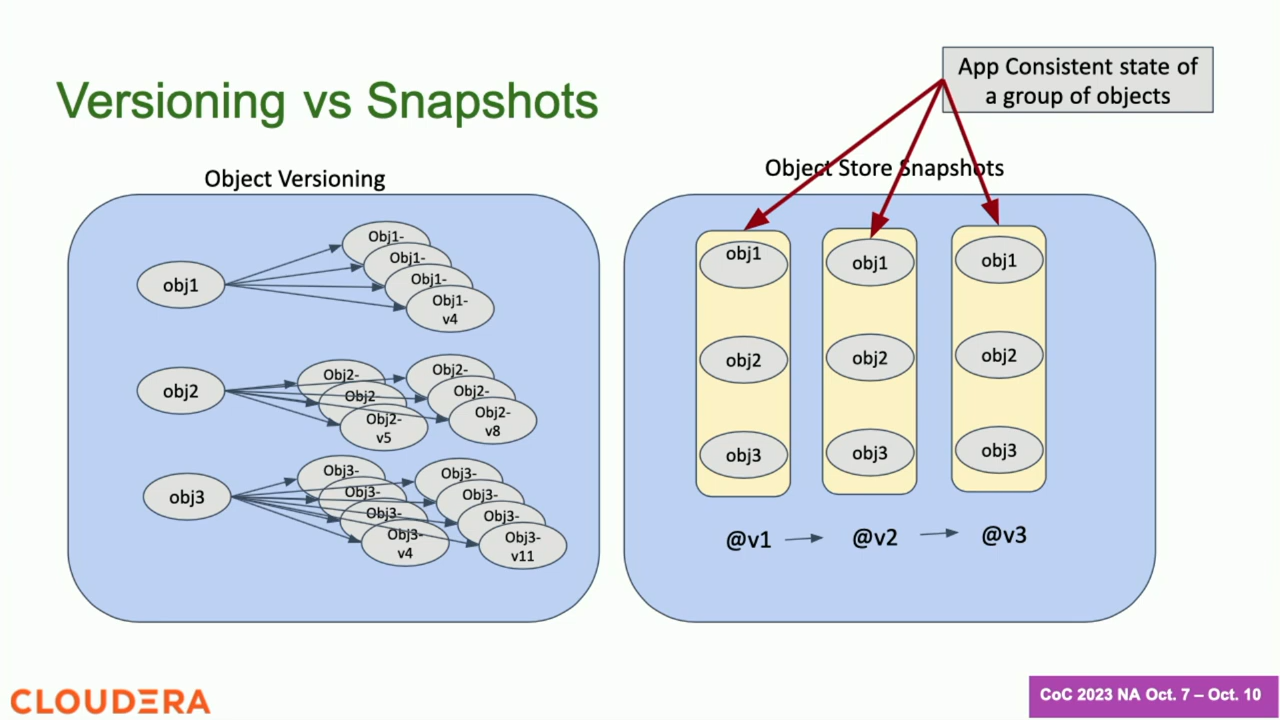 Versioning vs Snapshots
App Consistent state of
a group of objects
Object Versioning
obj1
Obj1-
Obj1-
Obj1-
Obj1-
v4
obj2
Obj2-
Obj2
Obj2-
v5
Obj2-
Obj2-
Obj2-
v8
obj3
Obj3-
Obj3-
Obj3-
Obj3-
v4
Obj3-
Obj3-
Obj3-
Obj3-
v11
Object Store Snapshots
obj1
obj1
obj1
obj2
obj2
obj2
obj3
obj3
obj3
@v1
@v2
@v3
CLOUDERA
CoC 2023 NA Oct. 7 – Oct. 10